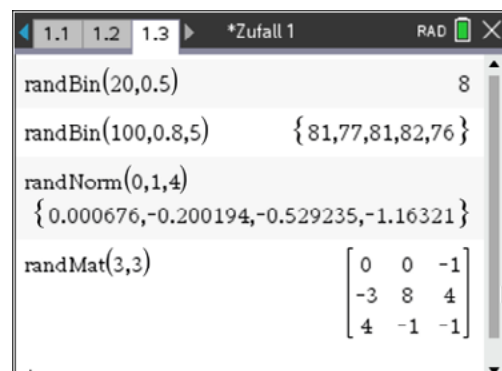 1.1 1.2 1.3 *Zufall 1 RAD
randBin(20,0.5) 8
randBin(100,0.8,5) {81,77,81,82,76}
randNorm(0,1,4)
{0.000676,-0.200194,-0.529235,-1.16321}
randMat(3,3)
0 0 -1
-3 8 4
4 -1 -1